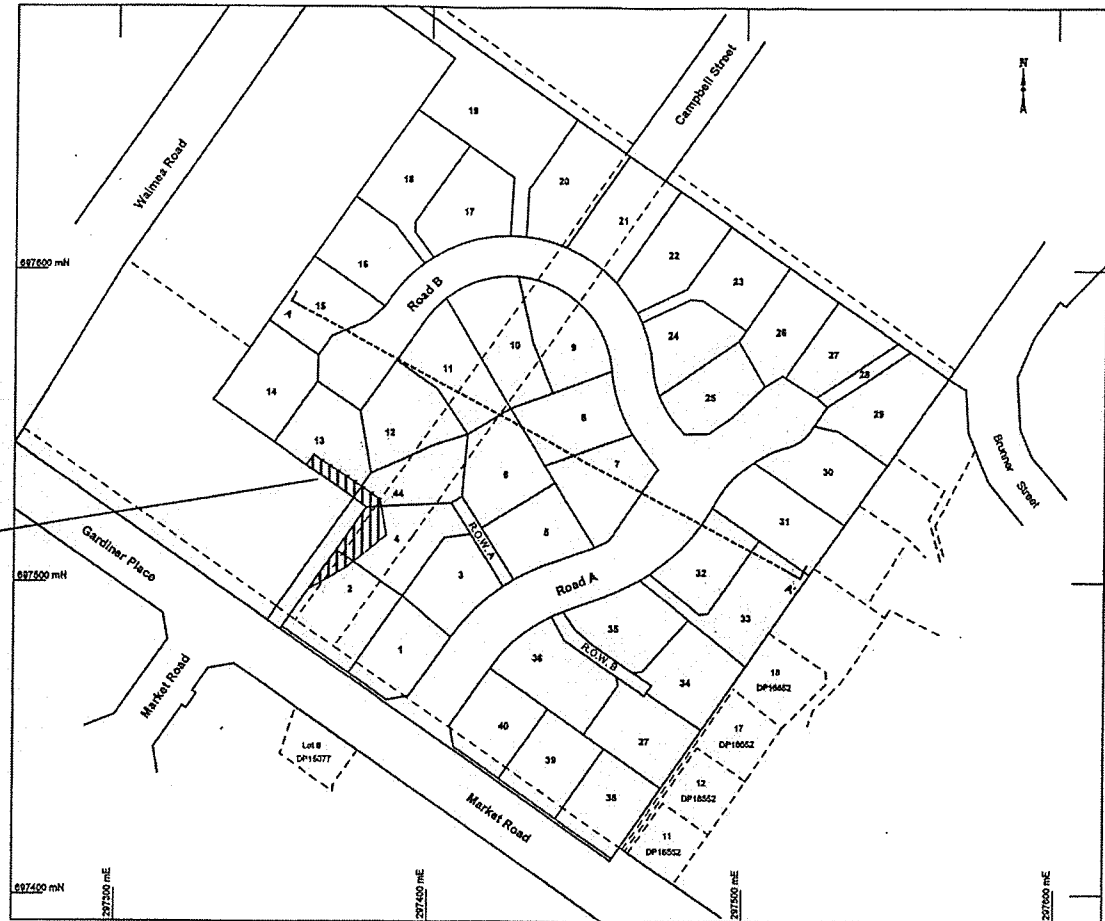 N
A
Campbell Street
Waimea Road
19
18
20
17
21
22
697600 mN
16
23
Road B
15
A
24
26
27
10
9
28
11
25
29
14
8
12
13
30
Brunner Street
6
7
44
31
4
R.O.W. A
5
Gardiner Place
697500 mN
3
32
Road A
2
A'
33
35
1
R.O.W. B
36
34
18
DP16652
Market Road
40
27
17
DP16652
Lot 8
DP15077
39
12
DP16552
38
Market Road
11
DP16552
697400 mN
297300 mE
297400 mE
297500 mE
297600 mE